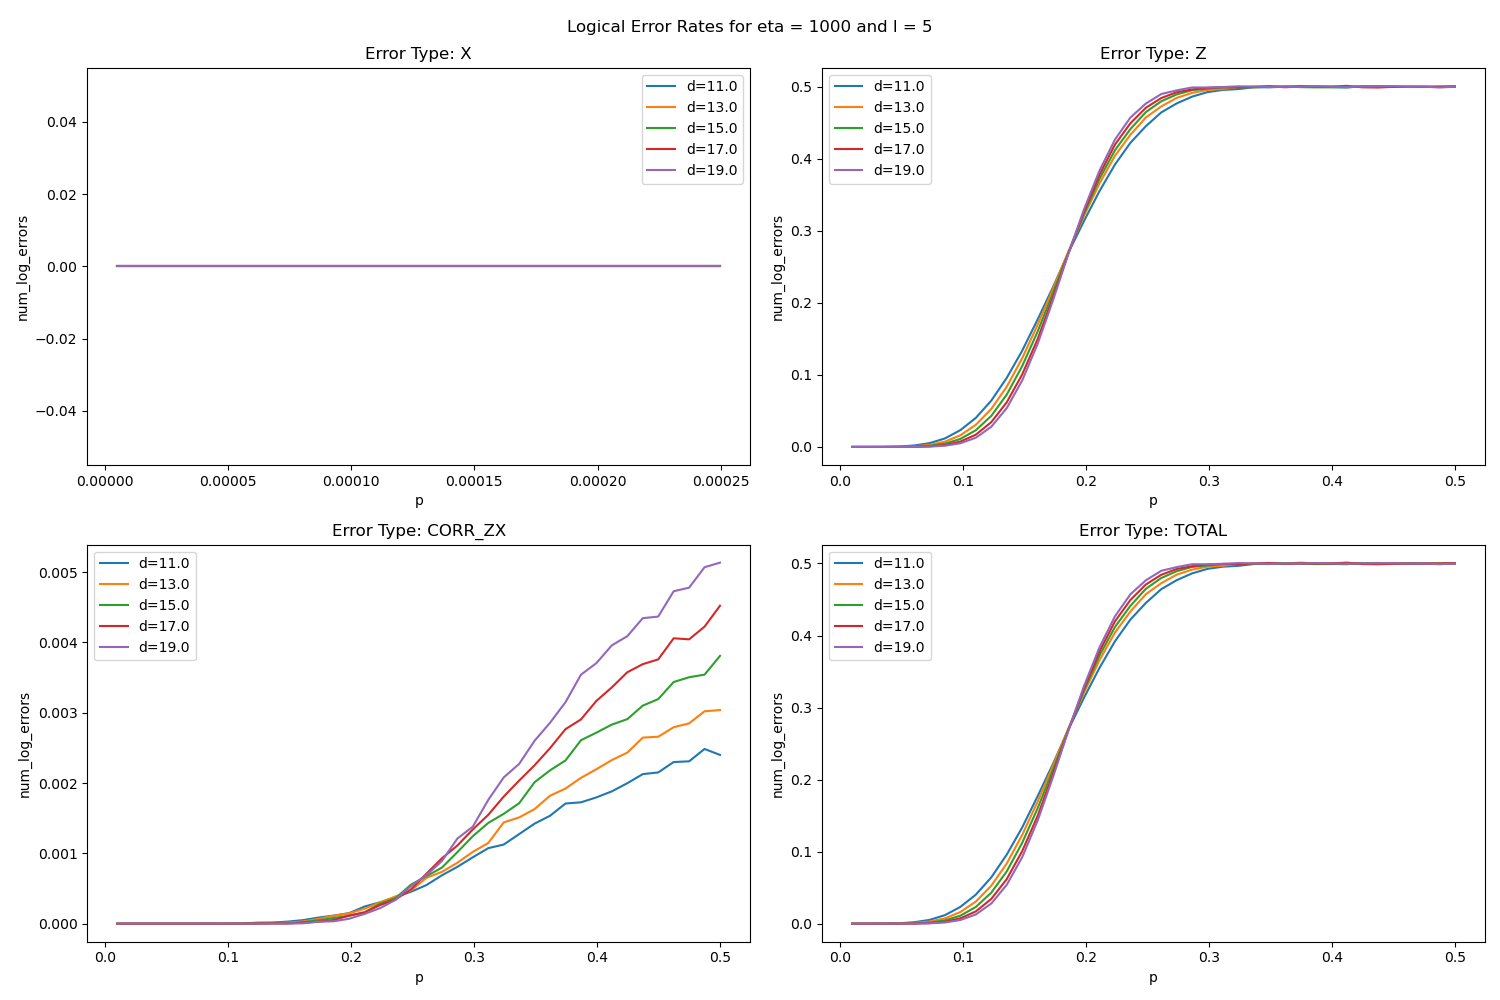 Logical Error Rates for eta = 1000 and l = 5
Error Type: X
0.04
0.02
0.00
−0.02
−0.04
num_log_errors
d=11.0
d=13.0
d=15.0
d=17.0
d=19.0
0.00000 0.00005 0.00010 0.00015 0.00020 0.00025
p
Error Type: Z
0.5
0.4
0.3
0.2
0.1
0.0
num_log_errors
d=11.0
d=13.0
d=15.0
d=17.0
d=19.0
0.0 0.1 0.2 0.3 0.4 0.5
p
Error Type: CORR_ZX
0.005
0.004
0.003
0.002
0.001
0.000
num_log_errors
d=11.0
d=13.0
d=15.0
d=17.0
d=19.0
0.0 0.1 0.2 0.3 0.4 0.5
p
Error Type: TOTAL
0.5
0.4
0.3
0.2
0.1
0.0
num_log_errors
d=11.0
d=13.0
d=15.0
d=17.0
d=19.0
0.0 0.1 0.2 0.3 0.4 0.5
p